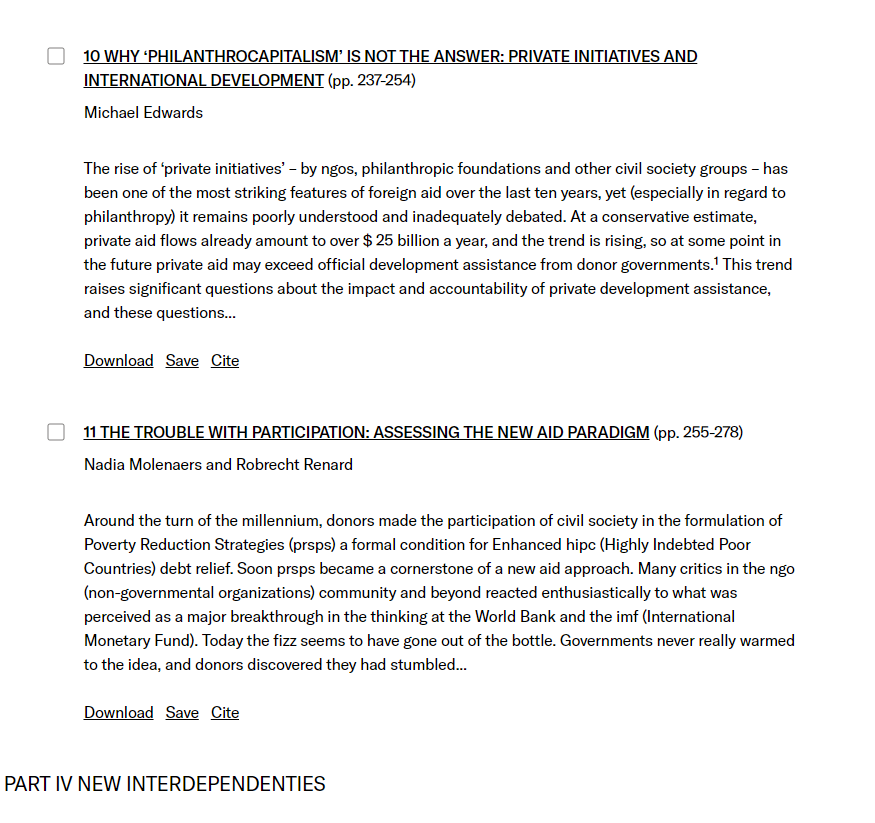 10 WHY ‘PHILANTHROCAPITALISM’ IS NOT THE ANSWER: PRIVATE INITIATIVES AND
INTERNATIONAL DEVELOPMENT (pp. 237-254)
Michael Edwards
The rise of ‘private initiatives’ – by ngos, philanthropic foundations and other civil society groups – has
been one of the most striking features of foreign aid over the last ten years, yet (especially in regard to
philanthropy) it remains poorly understood and inadequately debated. At a conservative estimate,
private aid flows already amount to over $ 25 billion a year, and the trend is rising, so at some point in
the future private aid may exceed official development assistance from donor governments.¹ This trend
raises significant questions about the impact and accountability of private development assistance,
and these questions...
Download Save Cite
11 THE TROUBLE WITH PARTICIPATION: ASSESSING THE NEW AID PARADIGM (pp. 255-278)
Nadia Molenaers and Robrecht Renard
Around the turn of the millennium, donors made the participation of civil society in the formulation of
Poverty Reduction Strategies (prsps) a formal condition for Enhanced hipc (Highly Indebted Poor
Countries) debt relief. Soon prsps became a cornerstone of a new aid approach. Many critics in the ngo
(non-governmental organizations) community and beyond reacted enthusiastically to what was
perceived as a major breakthrough in the thinking at the World Bank and the imf (International
Monetary Fund). Today the fizz seems to have gone out of the bottle. Governments never really warmed
to the idea, and donors discovered they had stumbled...
Download Save Cite
PART IV NEW INTERDEPENDENTIES